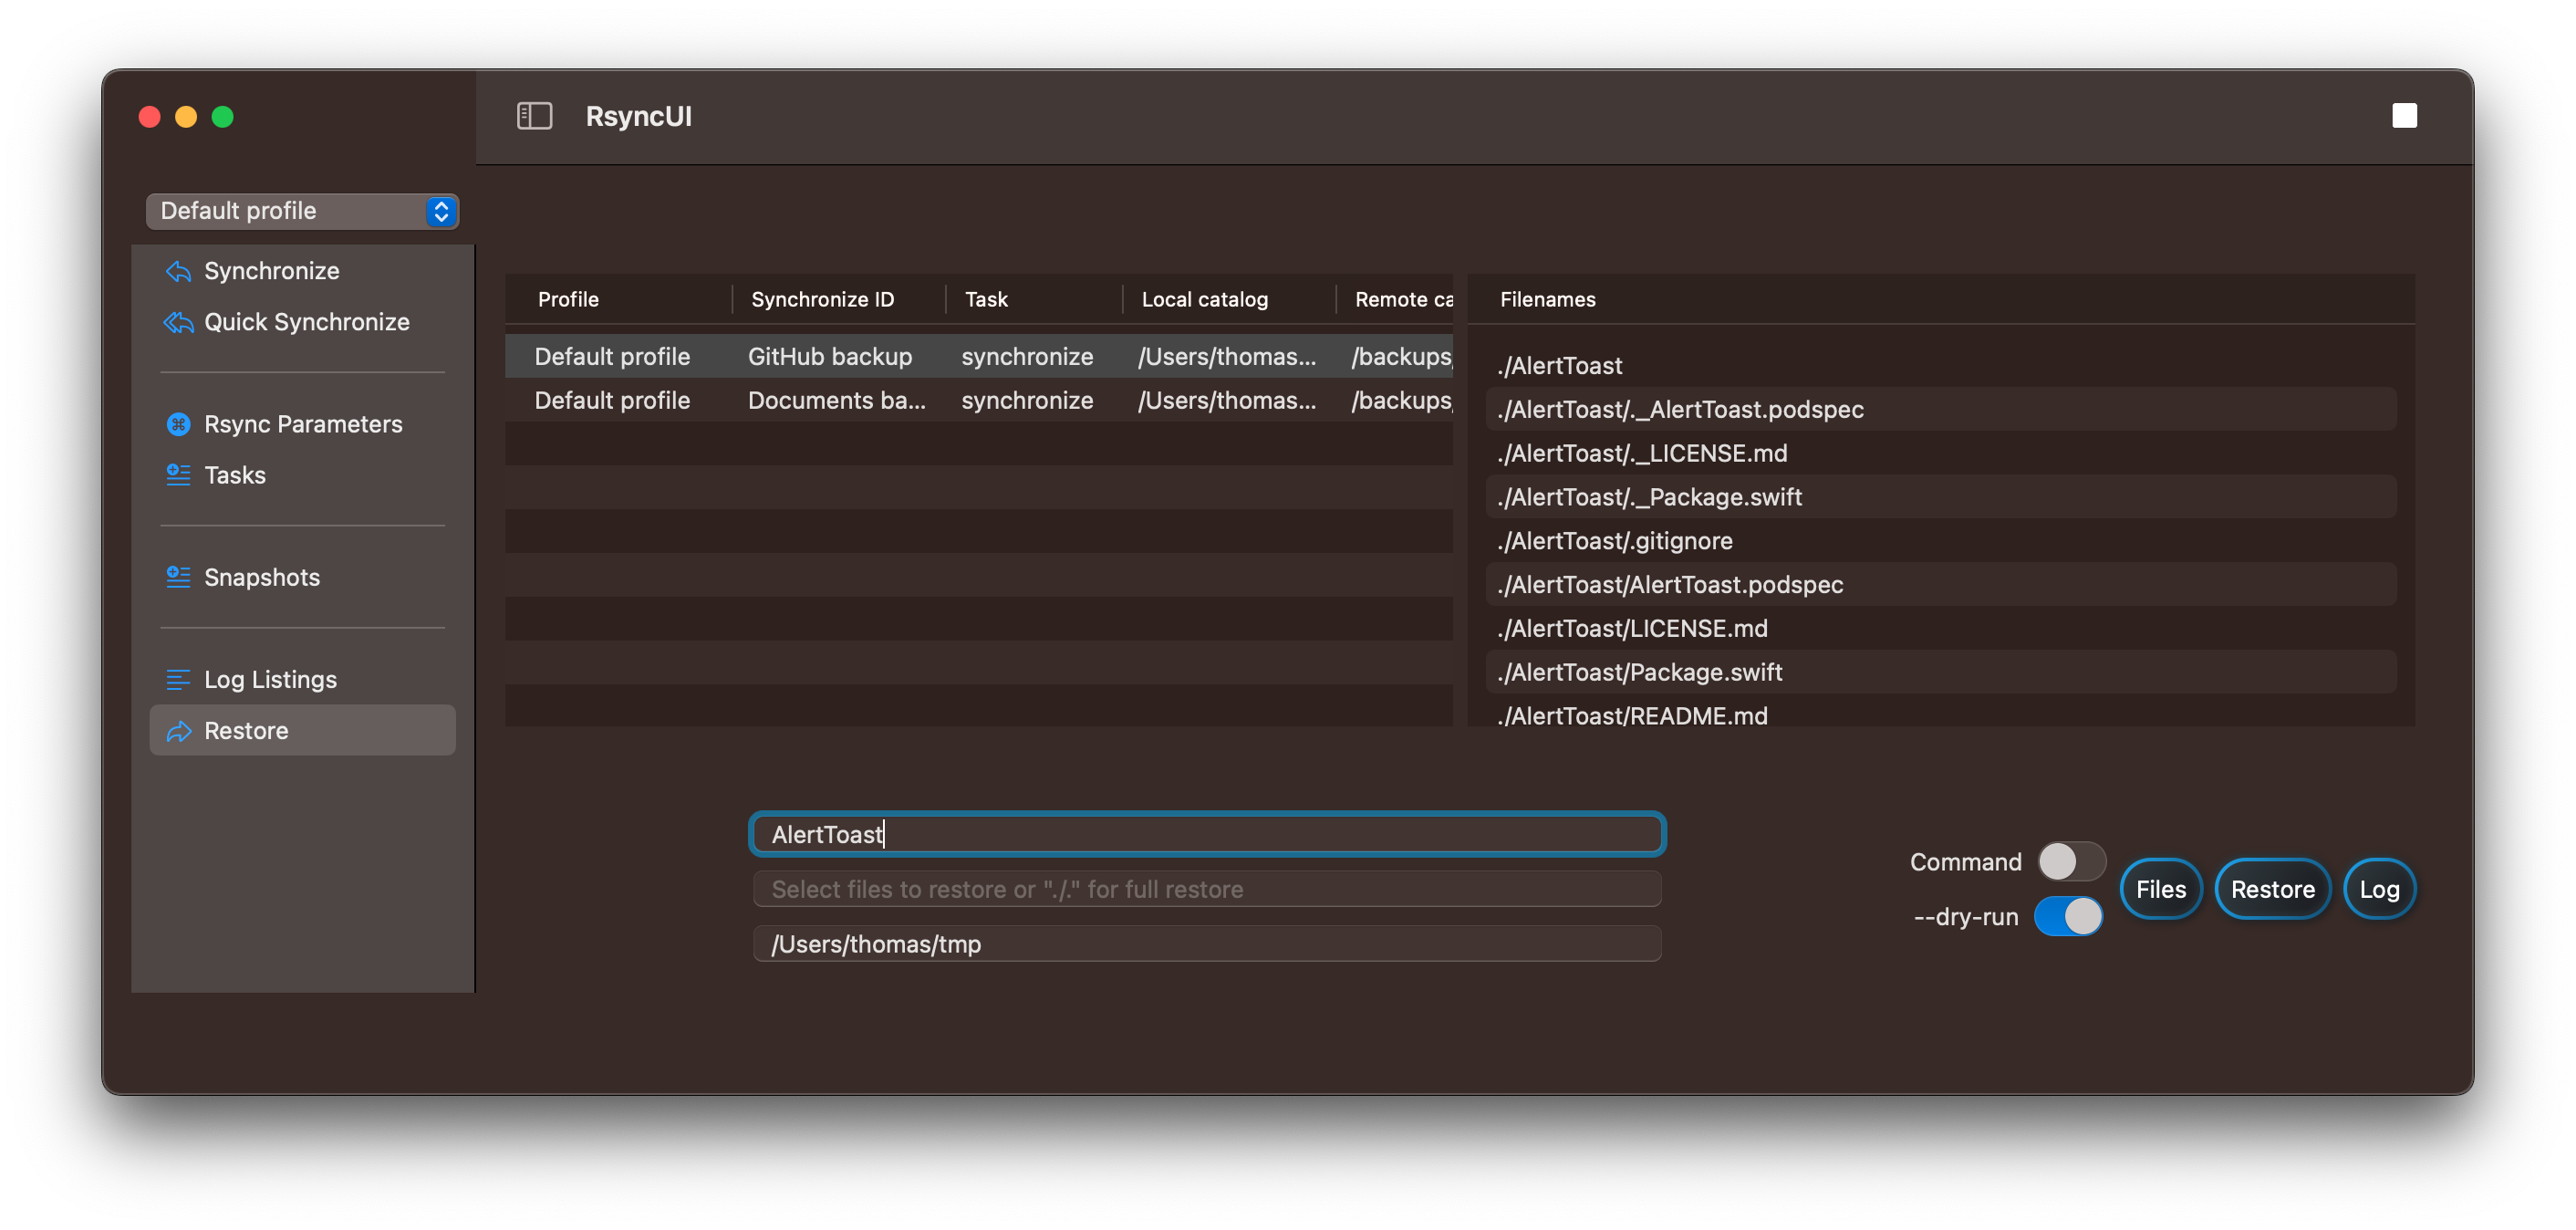 RsyncUI
Default profile
Synchronize
Quick Synchronize
Rsync Parameters
Tasks
Snapshots
Log Listings
Restore
Profile Synchronize ID Task Local catalog Remote ca
Default profile GitHub backup synchronize /Users/thomas... /backups/
Default profile Documents ba... synchronize /Users/thomas... /backups/
Filenames
./AlertToast
./AlertToast/._AlertToast.podspec
./AlertToast/._LICENSE.md
./AlertToast/._Package.swift
./AlertToast/.gitignore
./AlertToast/AlertToast.podspec
./AlertToast/LICENSE.md
./AlertToast/Package.swift
./AlertToast/README.md
AlertToast
Select files to restore or "./." for full restore
/Users/thomas/tmp
Command
--dry-run
Files Restore Log